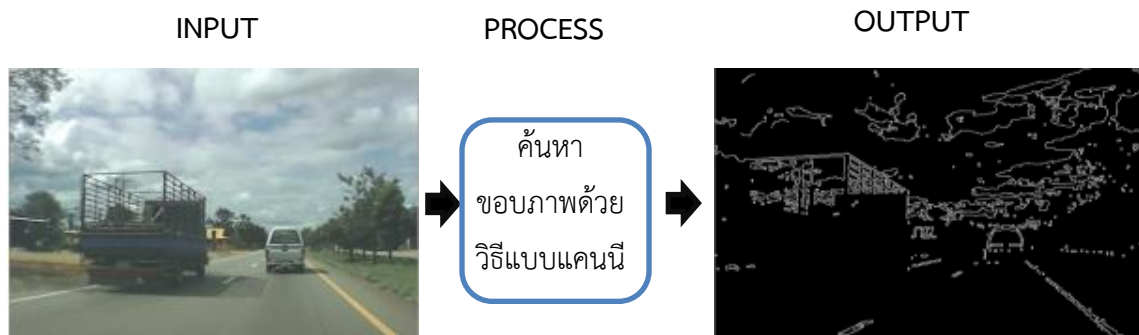 INPUT
PROCESS
OUTPUT
ค้นหา
ขอบภาพด้วย
วิธีแบบแคนนี